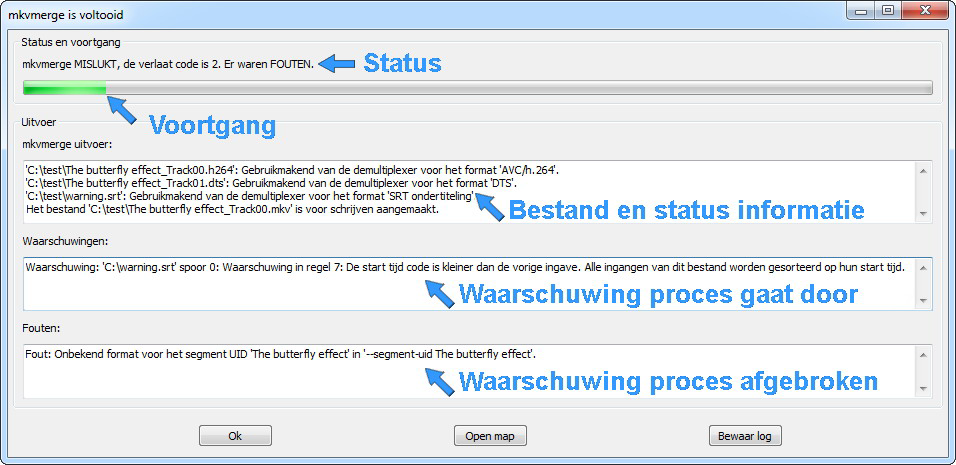 mkvmerge is voltooid
Status en voortgang
mkvmerge MISLUKT, de verlaat code is 2. Er waren FOUTEN.
Status
Voortgang
Uitvoer
mkvmerge uitvoer:
'C:\test\The butterfly effect_Track00.h264': Gebruikmakend van de demultiplexer voor het format 'AVC/h.264'.
'C:\test\The butterfly effect_Track01.dts': Gebruikmakend van de demultiplexer voor het format 'DTS'.
'C:\test\warning.srt': Gebruikmakend van de demultiplexer voor het format 'SRT ondertiteling'
Het bestand 'C:\test\The butterfly effect_Track00.mkv' is voor schrijven aangemaakt.
Bestand en status informatie
Waarschuwingen:
Waarschuwing: 'C:\warning.srt' spoor 0: Waarschuwing in regel 7: De start tijd code is kleiner dan de vorige ingave. Alle ingangen van dit bestand worden gesorteerd op hun start tijd.
Waarschuwing proces gaat door
Fouten:
Fout: Onbekend format voor het segment UID 'The butterfly effect' in '--segment-uid The butterfly effect'.
Waarschuwing proces afgebroken
Ok
Open map
Bewaar log